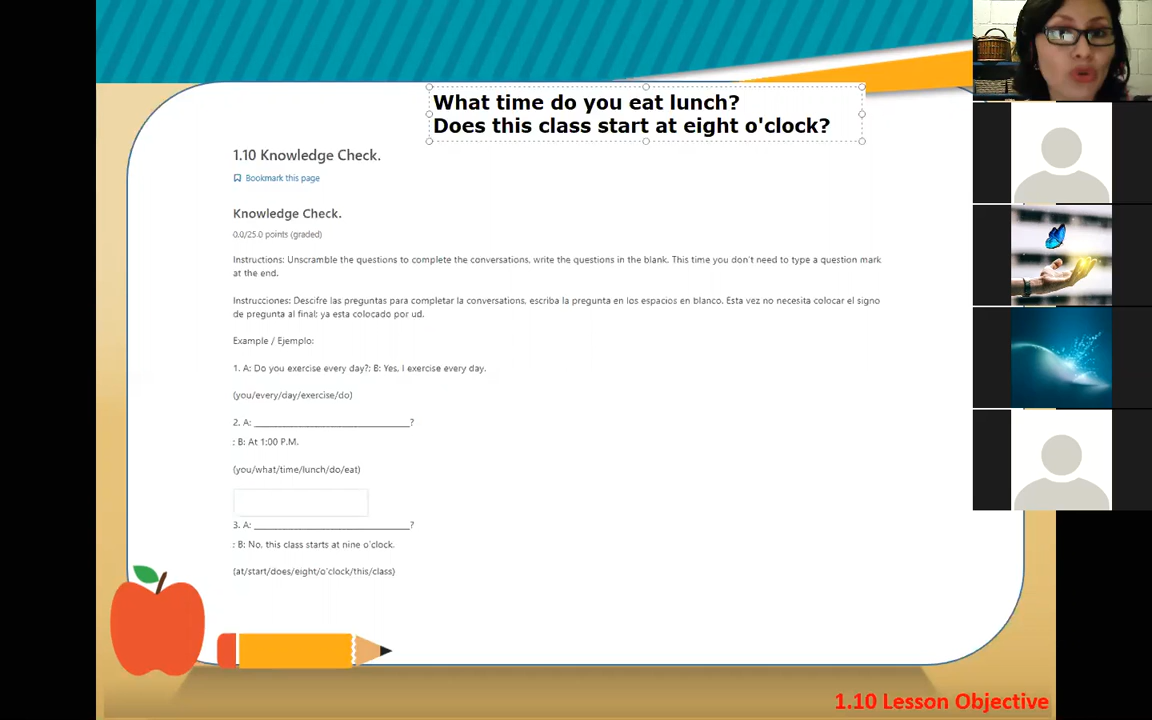 What time do you eat lunch?
Does this class start at eight o'clock?
1.10 Knowledge Check.
Bookmark this page
Knowledge Check.
0.0/25.0 points (graded)
Instructions: Unscramble the questions to complete the conversations, write the questions in the blank. This time you don't need to type a question mark
at the end.
Instrucciones: Descifre las preguntas para completar la conversations, escriba la pregunta en los espacios en blanco. Esta vez no necesita colocar el signo
de pregunta al final; ya esta colocado por ud.
Example / Ejemplo:
1. A: Do you exercise every day?: B: Yes, I exercise every day.
(you/every/day/exercise/do)
2. A: ________________________________?
: B: At 1:00 P.M.
(you/what/time/lunch/do/eat)
3. A: ________________________________?
: B: No, this class starts at nine o'clock.
(at/start/does/eight/o'clock/this/class)
1.10 Lesson Objective